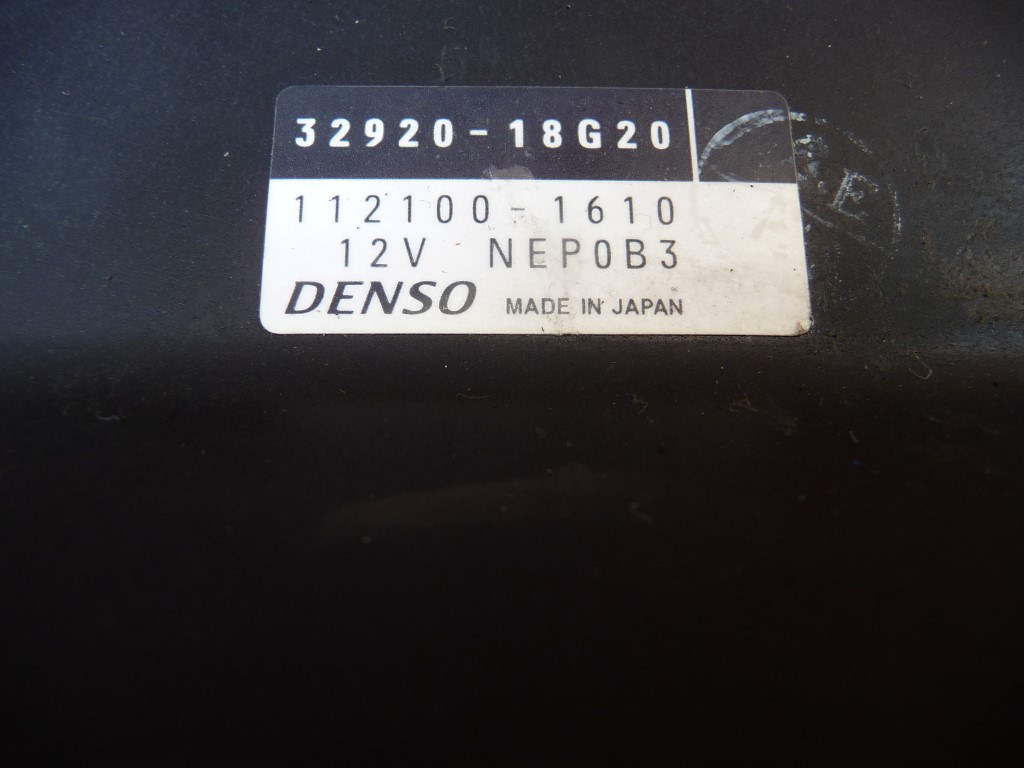 32920-18G20
112100-1610
12V NEP0B3
DENSO MADE IN JAPAN